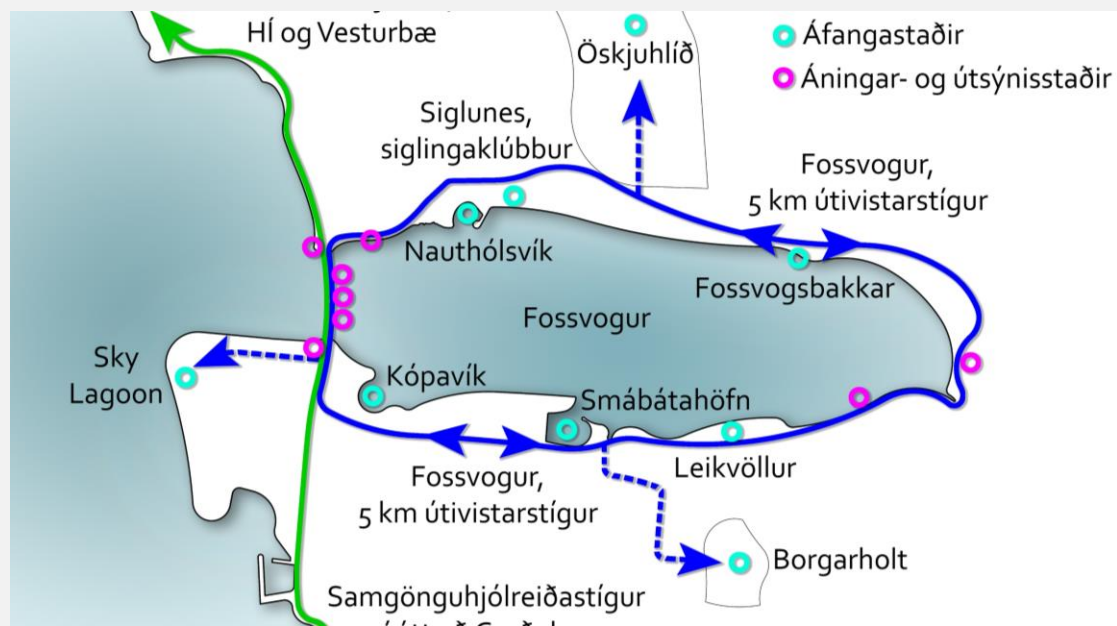 HÍ og Vesturbæ
Öskjuhlíð
Áfangastaðir
Áningar- og útsýnisstaðir
Siglunes,
siglingaklúbbur
Fossvogur,
5 km útivistarstígur
Nauthólsvík
Fossvogsbakkar
Fossvogur
Sky
Lagoon
Kópavík
Smábátahöfn
Leikvöllur
Fossvogur,
5 km útivistarstígur
Borgarholt
Samgönguhjólreiðastígur